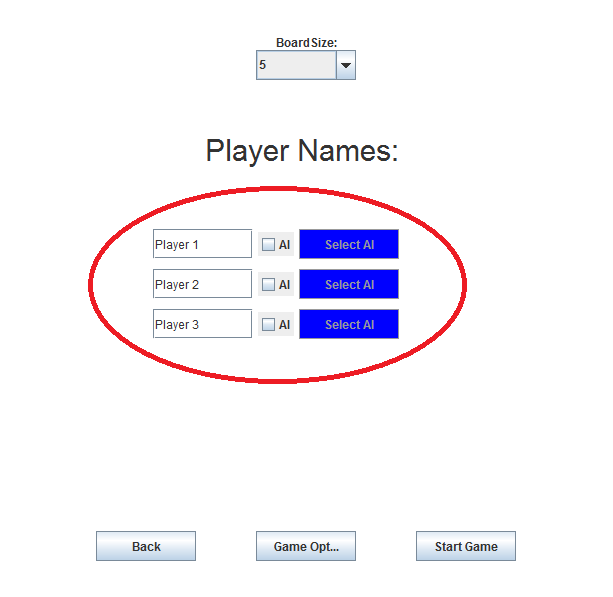 BoardSize:
5
Player Names:
Player 1 AI Select AI
Player 2 AI Select AI
Player 3 AI Select AI
Back Game Opt... Start Game